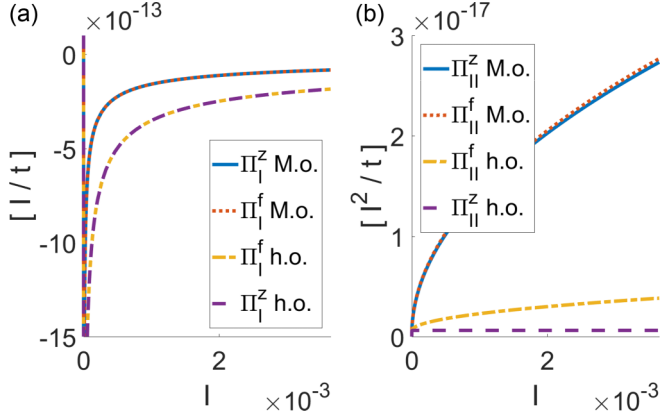 (a)
×10⁻¹³
0
-5
-10
-15
[ I / t ]
0
2
I
×10⁻³
Π_I^z M.o.
Π_I^f M.o.
Π_I^f h.o.
Π_I^z h.o.
(b)
×10⁻¹⁷
3
2
1
0
[ I² / t ]
0
2
I
×10⁻³
Π_II^z M.o.
Π_II^f M.o.
Π_II^f h.o.
Π_II^z h.o.